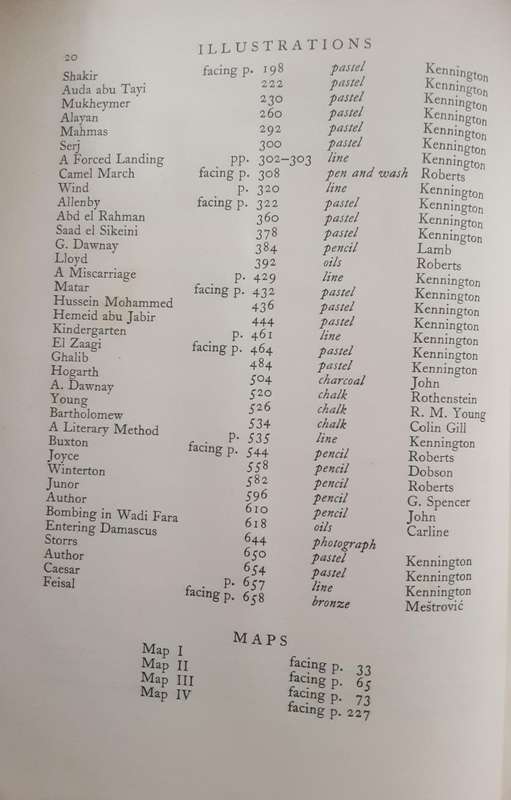 20 ILLUSTRATIONS
Shakir facing p. 198 pastel Kennington
Auda abu Tayi 222 pastel Kennington
Mukheymer 230 pastel Kennington
Alayan 260 pastel Kennington
Mahmas 292 pastel Kennington
Serj 300 pastel Kennington
A Forced Landing pp. 302–303 line Kennington
Camel March facing p. 308 pen and wash Roberts
Wind p. 320 line Kennington
Allenby facing p. 322 pastel Kennington
Abd el Rahman 360 pastel Kennington
Saad el Sikeini 378 pastel Kennington
G. Dawnay 384 pencil Lamb
Lloyd 392 oils Roberts
A Miscarriage p. 429 line Kennington
Matar facing p. 432 pastel Kennington
Hussein Mohammed 436 pastel Kennington
Hemeid abu Jabir 444 pastel Kennington
Kindergarten p. 461 line Kennington
El Zaagi facing p. 464 pastel Kennington
Ghalib 484 pastel Kennington
Hogarth 504 charcoal John
A. Dawnay 520 chalk Rothenstein
Young 526 chalk R. M. Young
Bartholomew 534 chalk Colin Gill
A Literary Method p. 535 line Kennington
Buxton facing p. 544 pencil Roberts
Joyce 558 pencil Dobson
Winterton 582 pencil Roberts
Junor 596 pencil G. Spencer
Author 610 pencil John
Bombing in Wadi Fara 618 oils Carline
Entering Damascus 644 photograph
Storrs 650 pastel Kennington
Author 654 pastel Kennington
Caesar p. 657 line Kennington
Feisal facing p. 658 bronze Meštrović
MAPS
Map I facing p. 33
Map II facing p. 65
Map III facing p. 73
Map IV facing p. 227